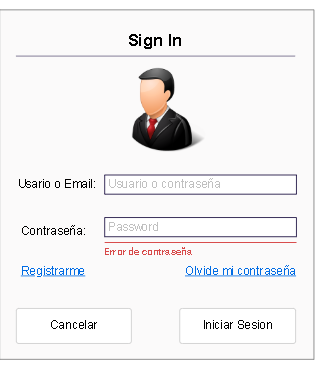 Sign In
Usario o Email: Usuario o contraseña
Contraseña: Password
Error de contraseña
Registrarme Olvide mi contraseña
Cancelar Iniciar Sesion